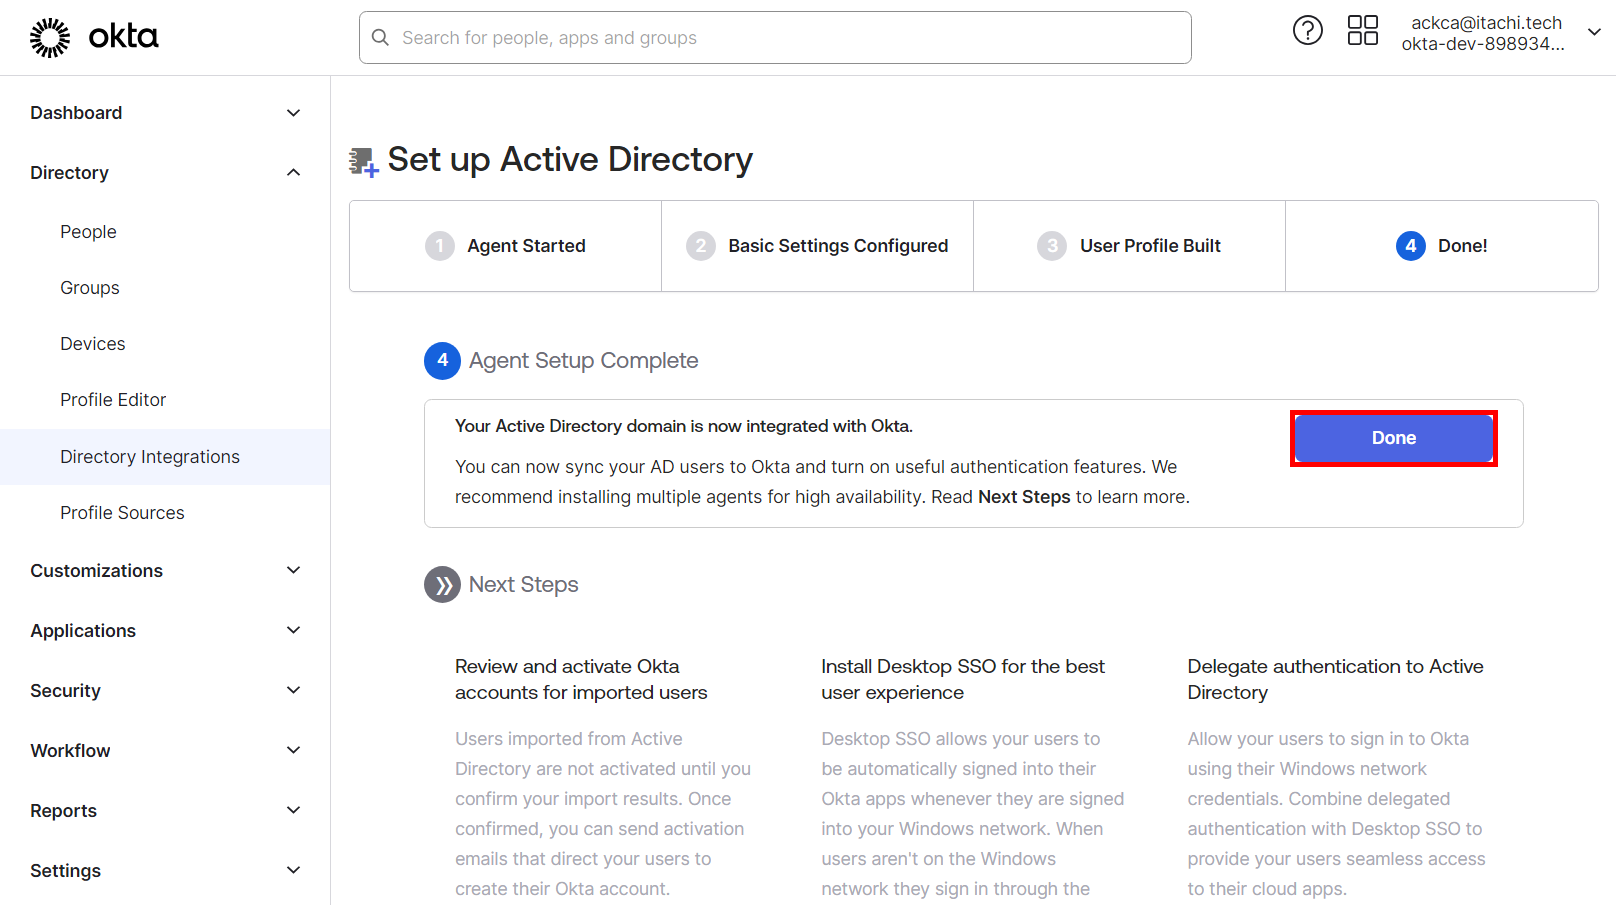 okta
Search for people, apps and groups
?
ackca@itachi.tech
okta-dev-898934...
Dashboard
Directory
People
Groups
Devices
Profile Editor
Directory Integrations
Profile Sources
Customizations
Applications
Security
Workflow
Reports
Settings
Set up Active Directory
1 Agent Started
2 Basic Settings Configured
3 User Profile Built
4 Done!
4 Agent Setup Complete
Your Active Directory domain is now integrated with Okta.
You can now sync your AD users to Okta and turn on useful authentication features. We
recommend installing multiple agents for high availability. Read Next Steps to learn more.
Done
Next Steps
Review and activate Okta
accounts for imported users
Users imported from Active
Directory are not activated until you
confirm your import results. Once
confirmed, you can send activation
emails that direct your users to
create their Okta account.
Install Desktop SSO for the best
user experience
Desktop SSO allows your users to
be automatically signed into their
Okta apps whenever they are signed
into your Windows network. When
users aren't on the Windows
network they sign in through the
Delegate authentication to Active
Directory
Allow your users to sign in to Okta
using their Windows network
credentials. Combine delegated
authentication with Desktop SSO to
provide your users seamless access
to their cloud apps.